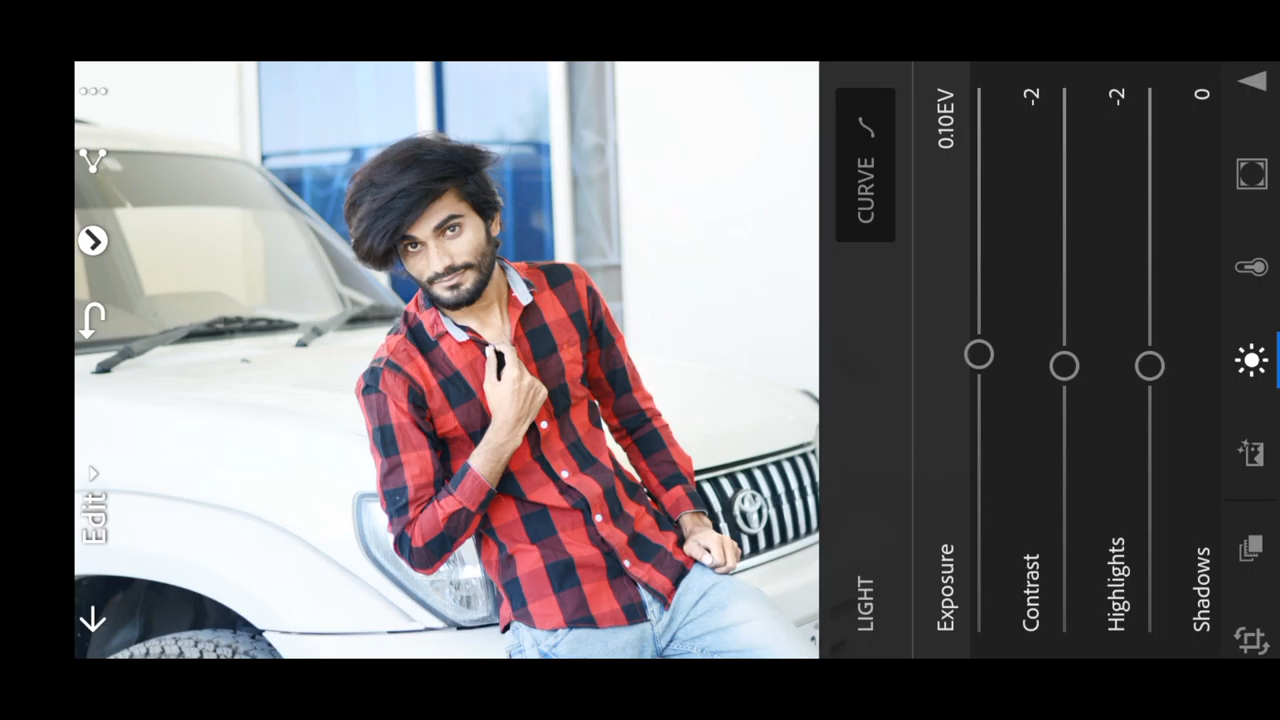 Edit
LIGHT
CURVE
Exposure
0.10EV
Contrast
-2
Highlights
-2
Shadows
0